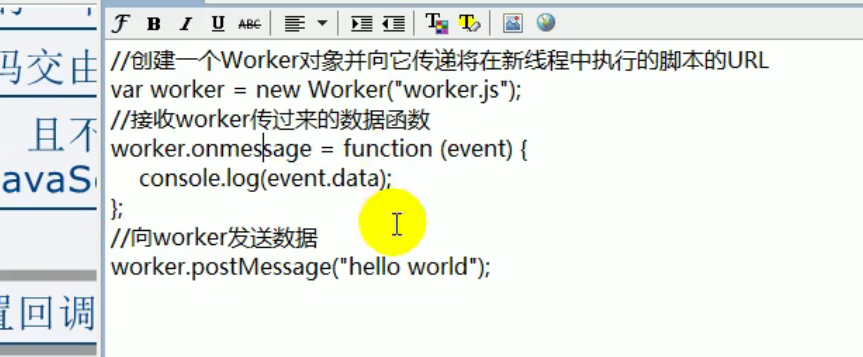 码交由
且不
avaS
置回调
ℱ B I U ABC
//创建一个Worker对象并向它传递将在新线程中执行的脚本的URL
var worker = new Worker("worker.js");
//接收worker传过来的数据函数
worker.onmessage = function (event) {
console.log(event.data);
};
//向worker发送数据
worker.postMessage("hello world");